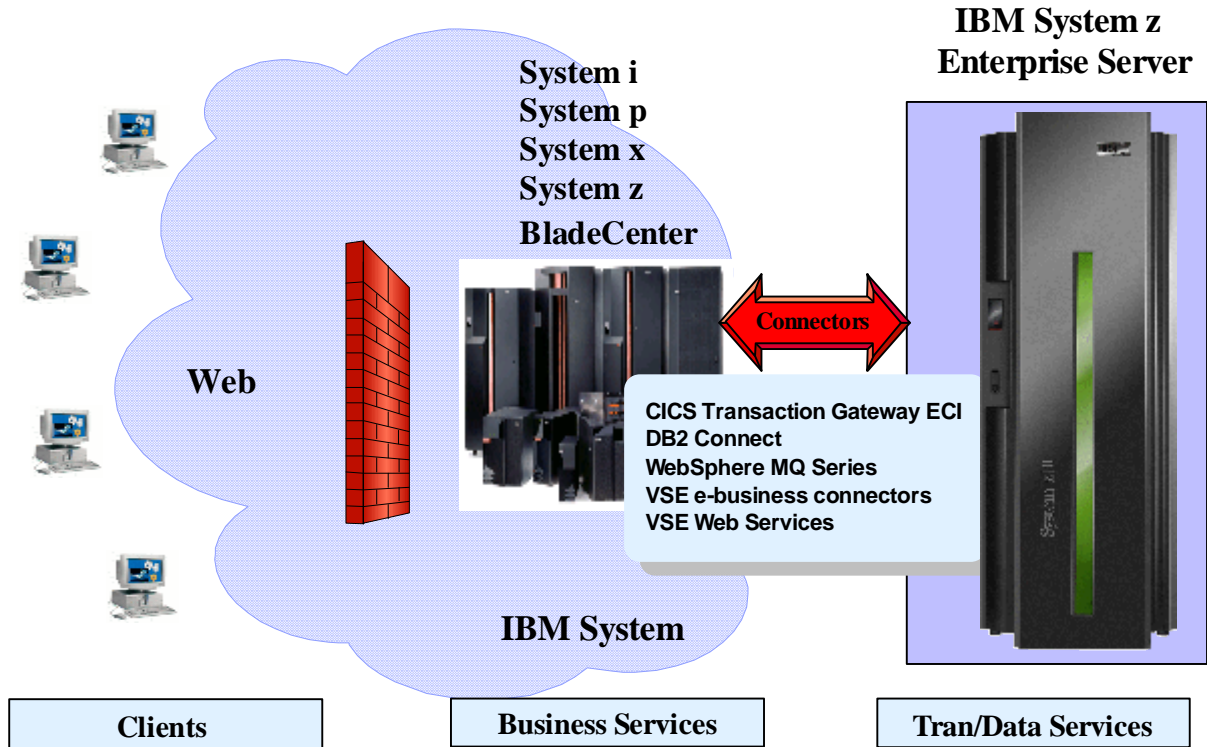 IBM System z
Enterprise Server
System i
System p
System x
System z
BladeCenter
Web
Connectors
CICS Transaction Gateway ECI
DB2 Connect
WebSphere MQ Series
VSE e-business connectors
VSE Web Services
IBM System
Clients
Business Services
Tran/Data Services